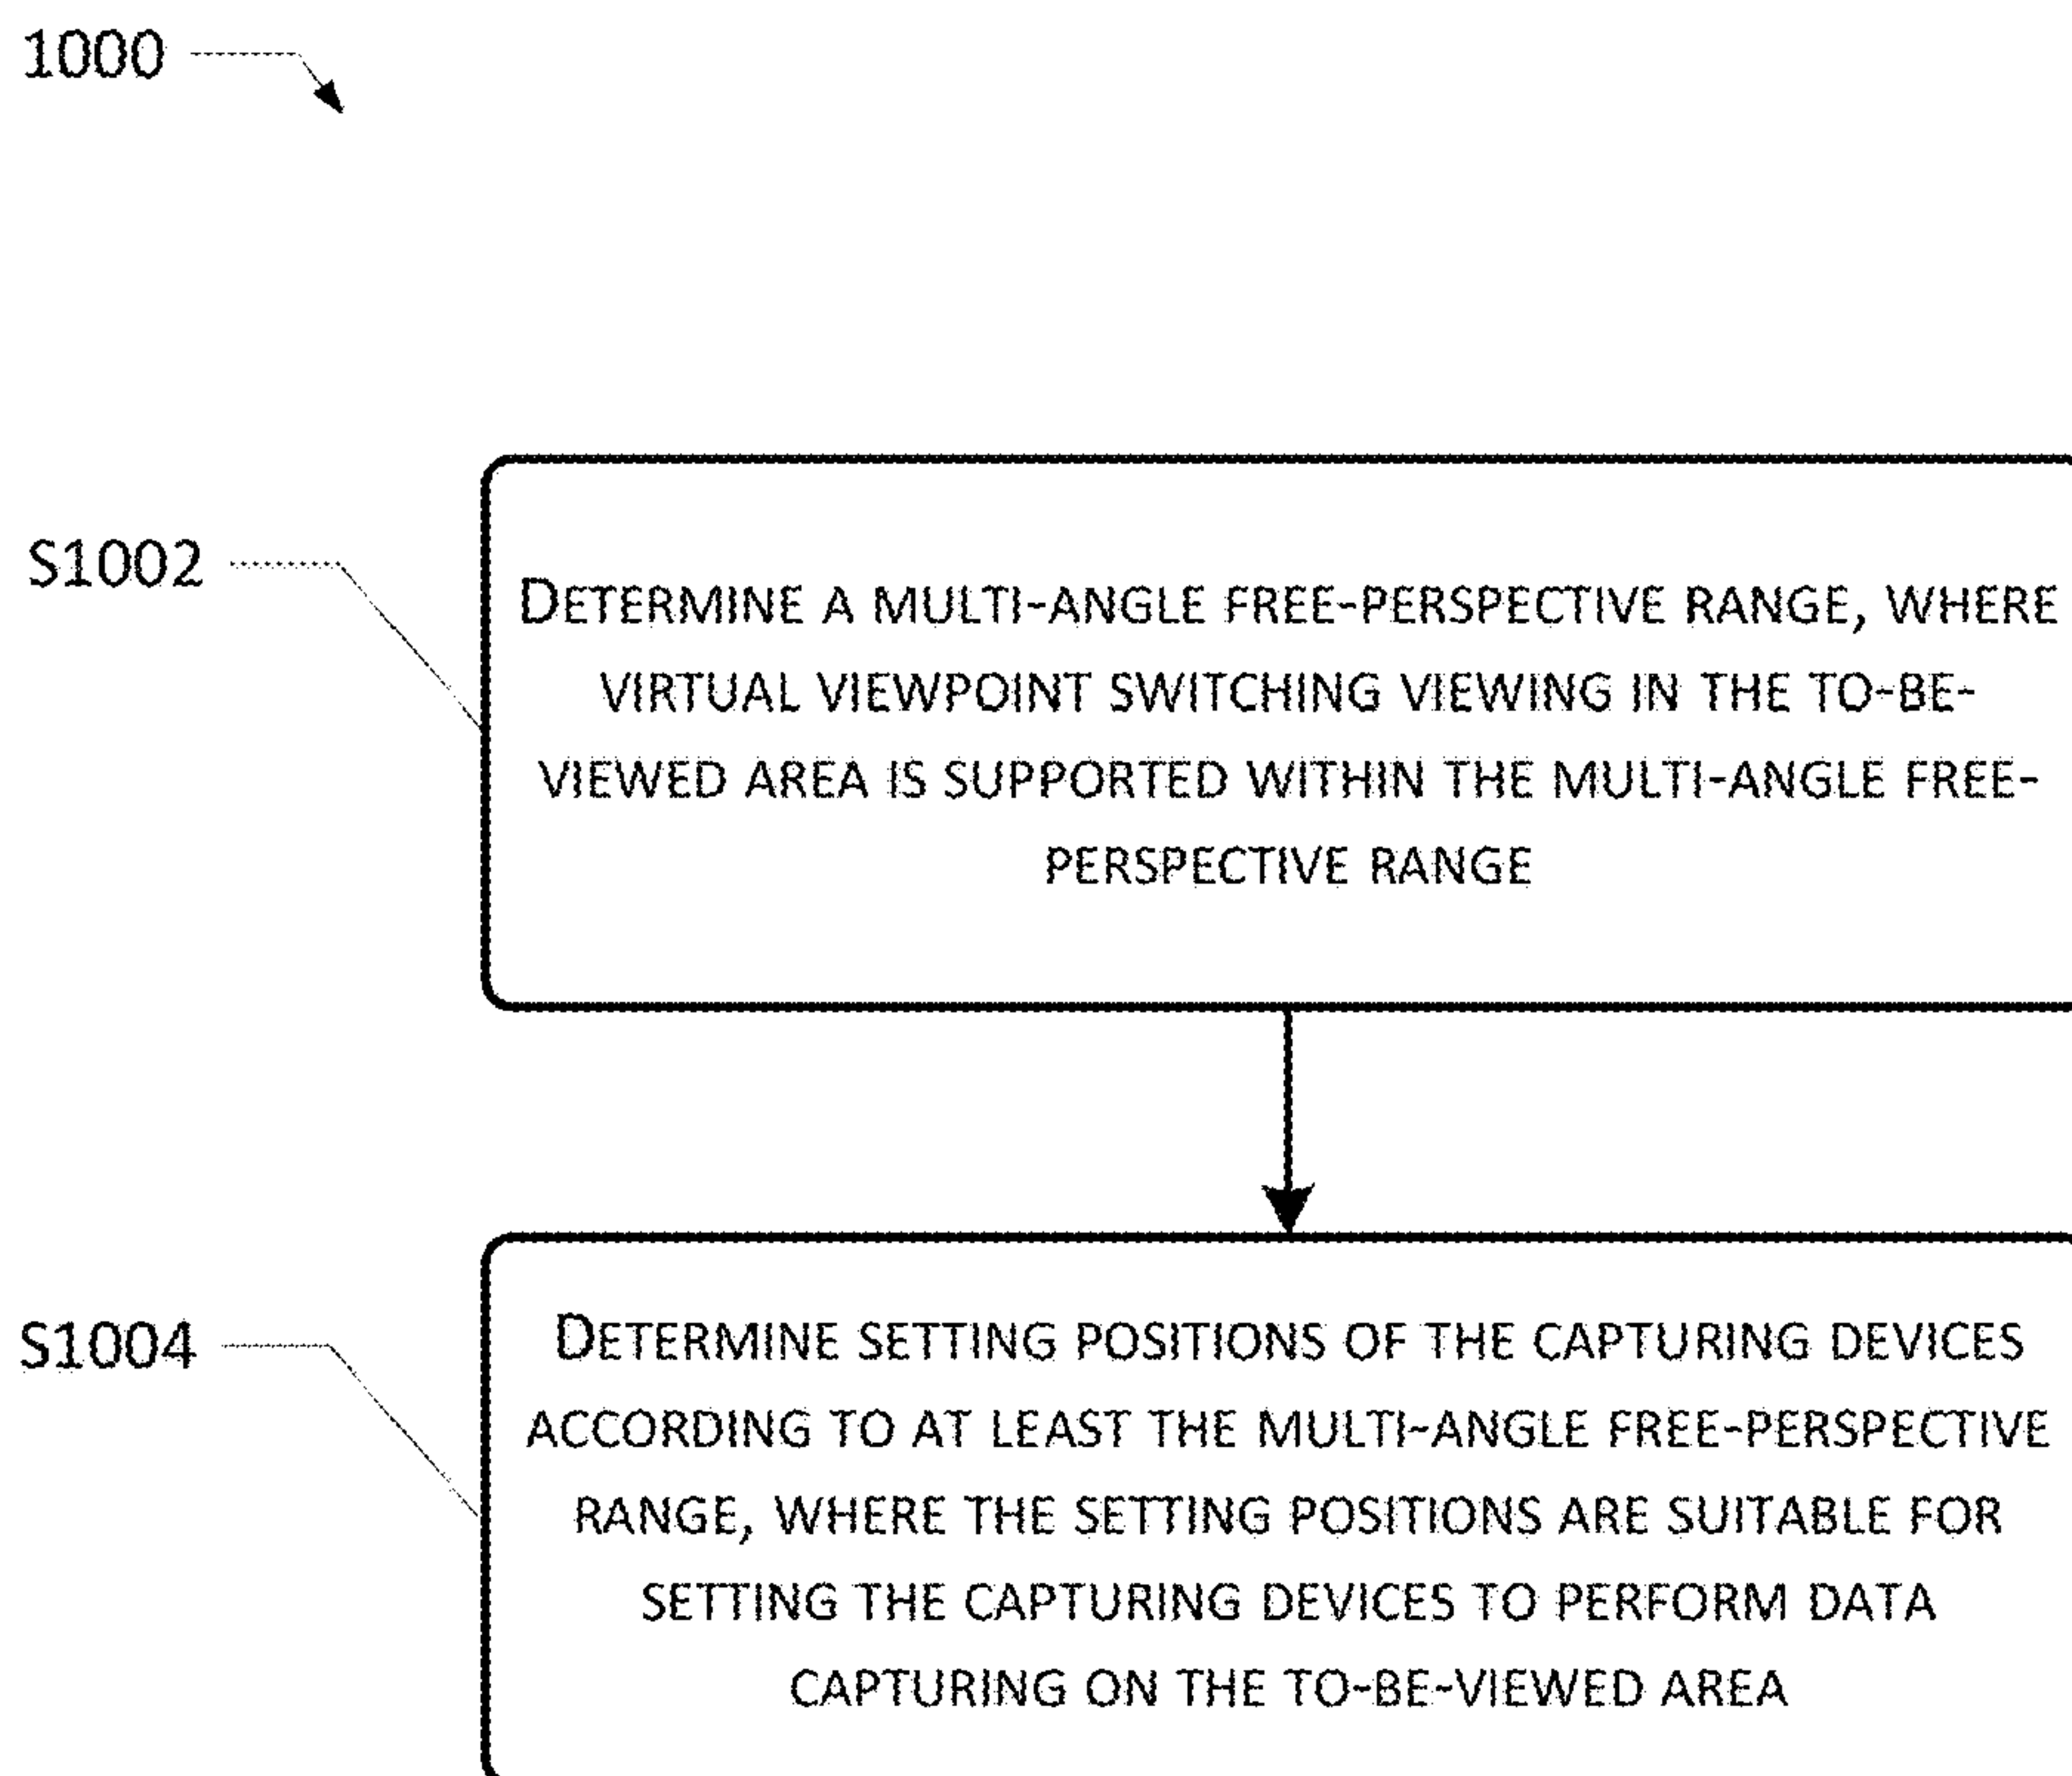 1000
S1002
DETERMINE A MULTI-ANGLE FREE-PERSPECTIVE RANGE, WHERE
VIRTUAL VIEWPOINT SWITCHING VIEWING IN THE TO-BE-
VIEWED AREA IS SUPPORTED WITHIN THE MULTI-ANGLE FREE-
PERSPECTIVE RANGE
S1004
DETERMINE SETTING POSITIONS OF THE CAPTURING DEVICES
ACCORDING TO AT LEAST THE MULTI-ANGLE FREE-PERSPECTIVE
RANGE, WHERE THE SETTING POSITIONS ARE SUITABLE FOR
SETTING THE CAPTURING DEVICES TO PERFORM DATA
CAPTURING ON THE TO-BE-VIEWED AREA